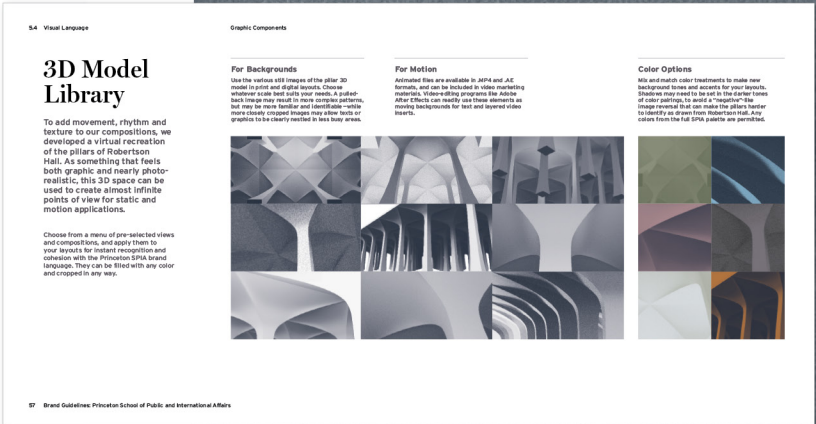 5.4 Visual Language
Graphic Components
3D Model
Library
To add movement, rhythm and
texture to our compositions, we
developed a virtual recreation
of the pillars of Robertson
Hall. As something that feels
both graphic and nearly photo-
realistic, this 3D space can be
used to create almost infinite
points of view for static and
motion applications.
Choose from a menu of pre-selected views
and compositions, and apply them to
your layouts for instant recognition and
cohesion with the Princeton SPIA brand
language. They can be filled with any color
and cropped in any way.
For Backgrounds
Use the various still images of the pillar 3D
model in print and digital layouts. Choose
whatever scale best suits your needs. A pulled-
back image may result in more complex patterns,
but may be more familiar and identifiable—while
more closely cropped images may allow texts or
graphics to be clearly nestled in less busy areas.
For Motion
Animated files are available in .MP4 and .AE
formats, and can be included in video marketing
materials. Video-editing programs like Adobe
After Effects can readily use these elements as
moving backgrounds for text and layered video
inserts.
Color Options
Mix and match color treatments to make new
background tones and accents for your layouts.
Shadows may need to be set in the darker tones
of color pairings, to avoid a "negative"-like
image reversal that can make the pillars harder
to identify as drawn from Robertson Hall. Any
colors from the full SPIA palette are permitted.
57 Brand Guidelines: Princeton School of Public and International Affairs